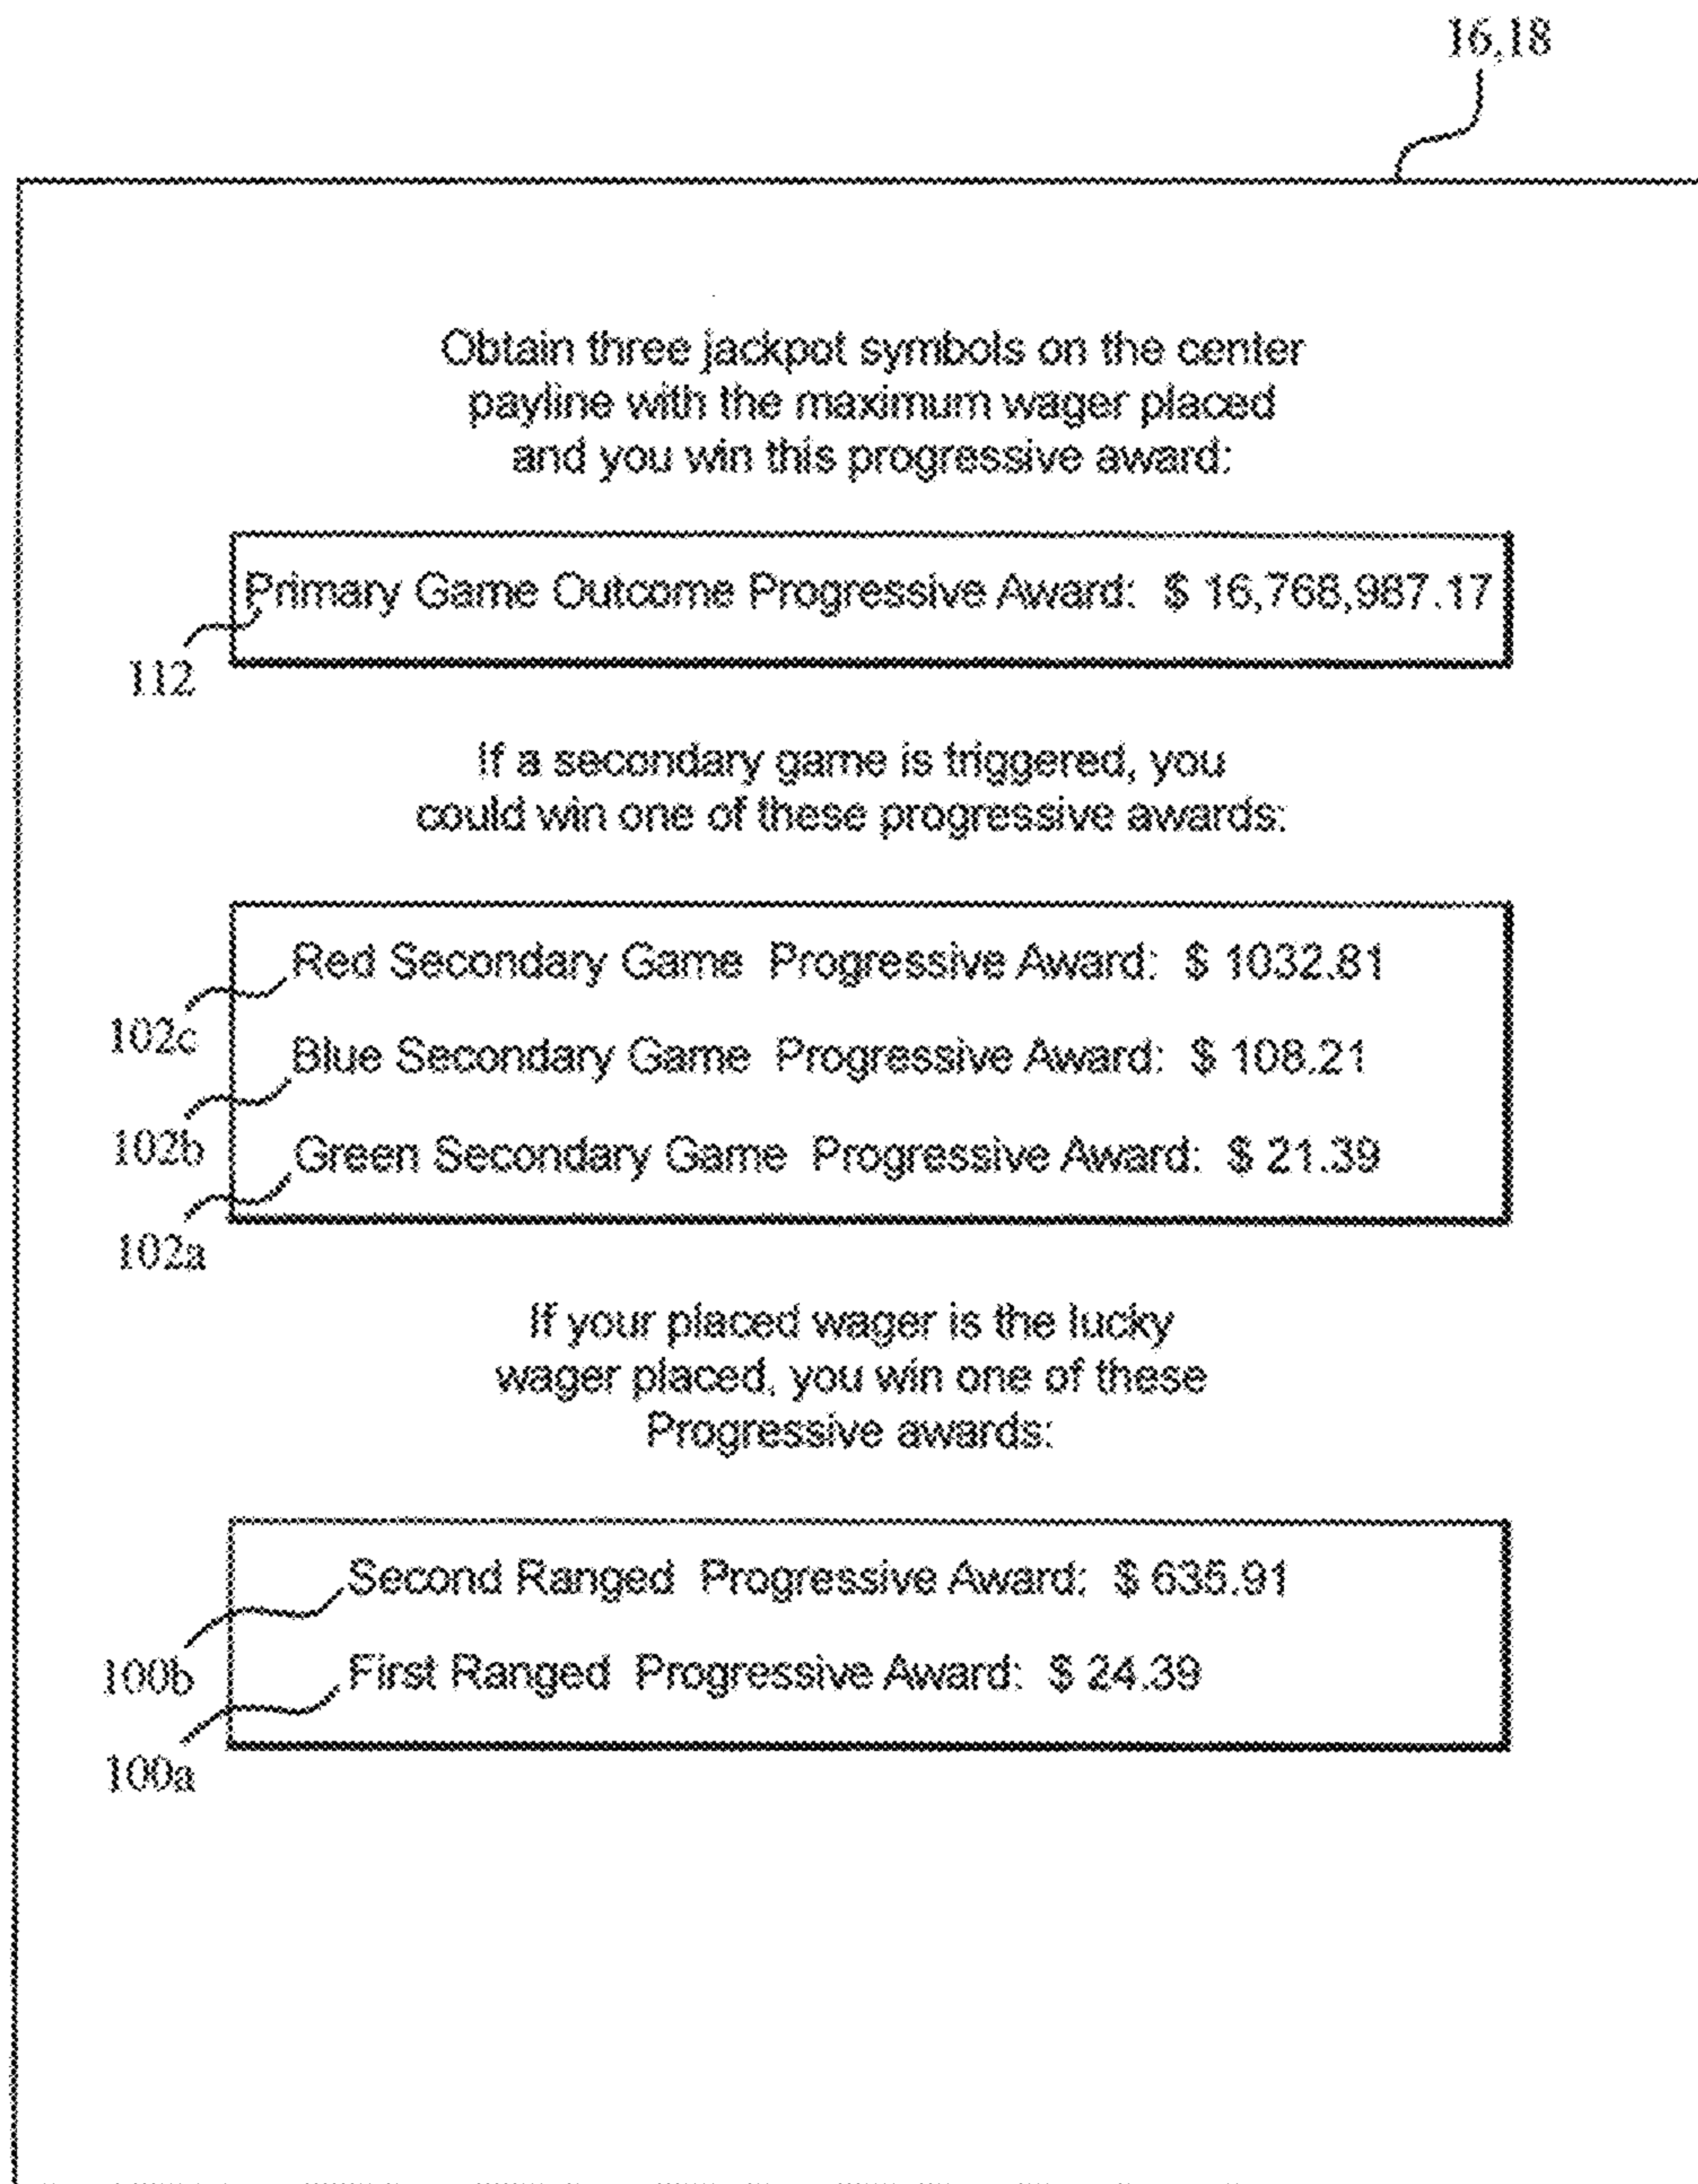 16,18
Obtain three jackpot symbols on the center
payline with the maximum wager placed
and you win this progressive award:
Primary Game Outcome Progressive Award: $ 16,768,987.17
112
If a secondary game is triggered, you
could win one of these progressive awards:
Red Secondary Game Progressive Award: $ 1032.81
102c
Blue Secondary Game Progressive Award: $ 108.21
102b
Green Secondary Game Progressive Award: $ 21.39
102a
If your placed wager is the lucky
wager placed, you win one of these
Progressive awards:
Second Ranged Progressive Award: $ 635.91
100b
First Ranged Progressive Award: $ 24.39
100a